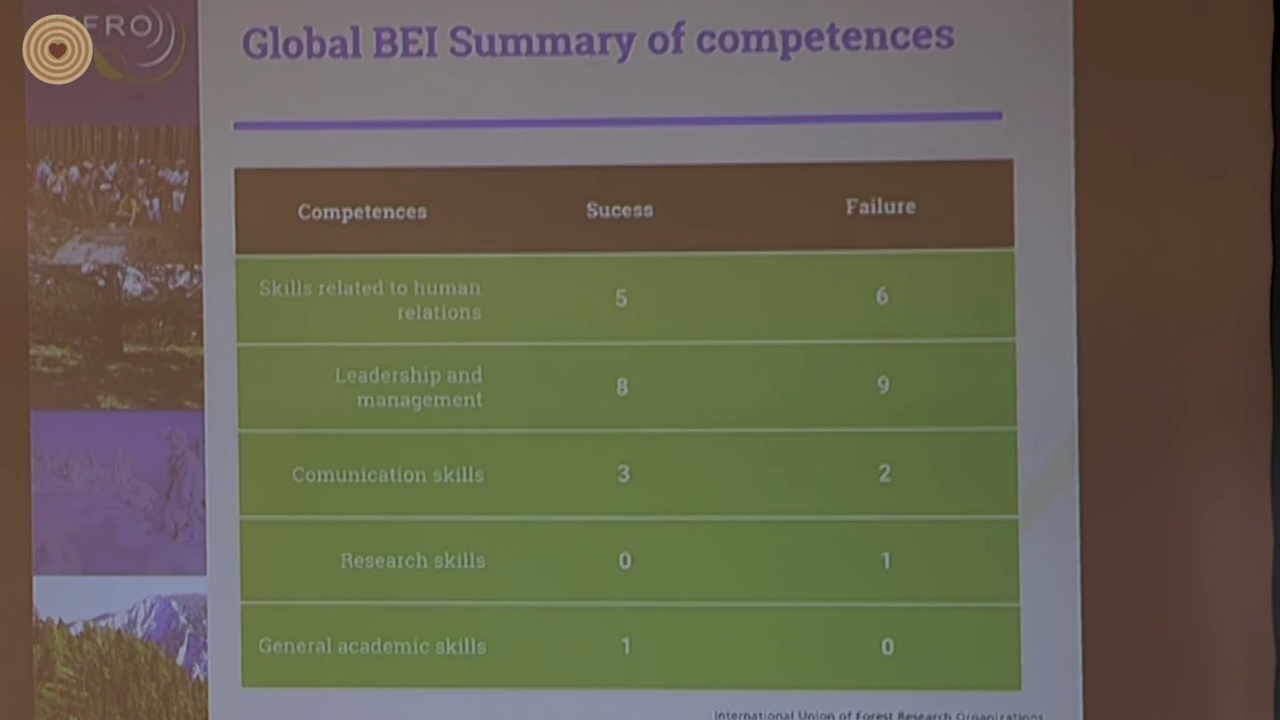 FRO
Global BEI Summary of competences
Competences Sucess Failure
Skills related to human
relations
5 6
Leadership and
management
8 9
Comunication skills 3 2
Research skills 0 1
General academic skills 1 0
International Union of Forest Research Organizations